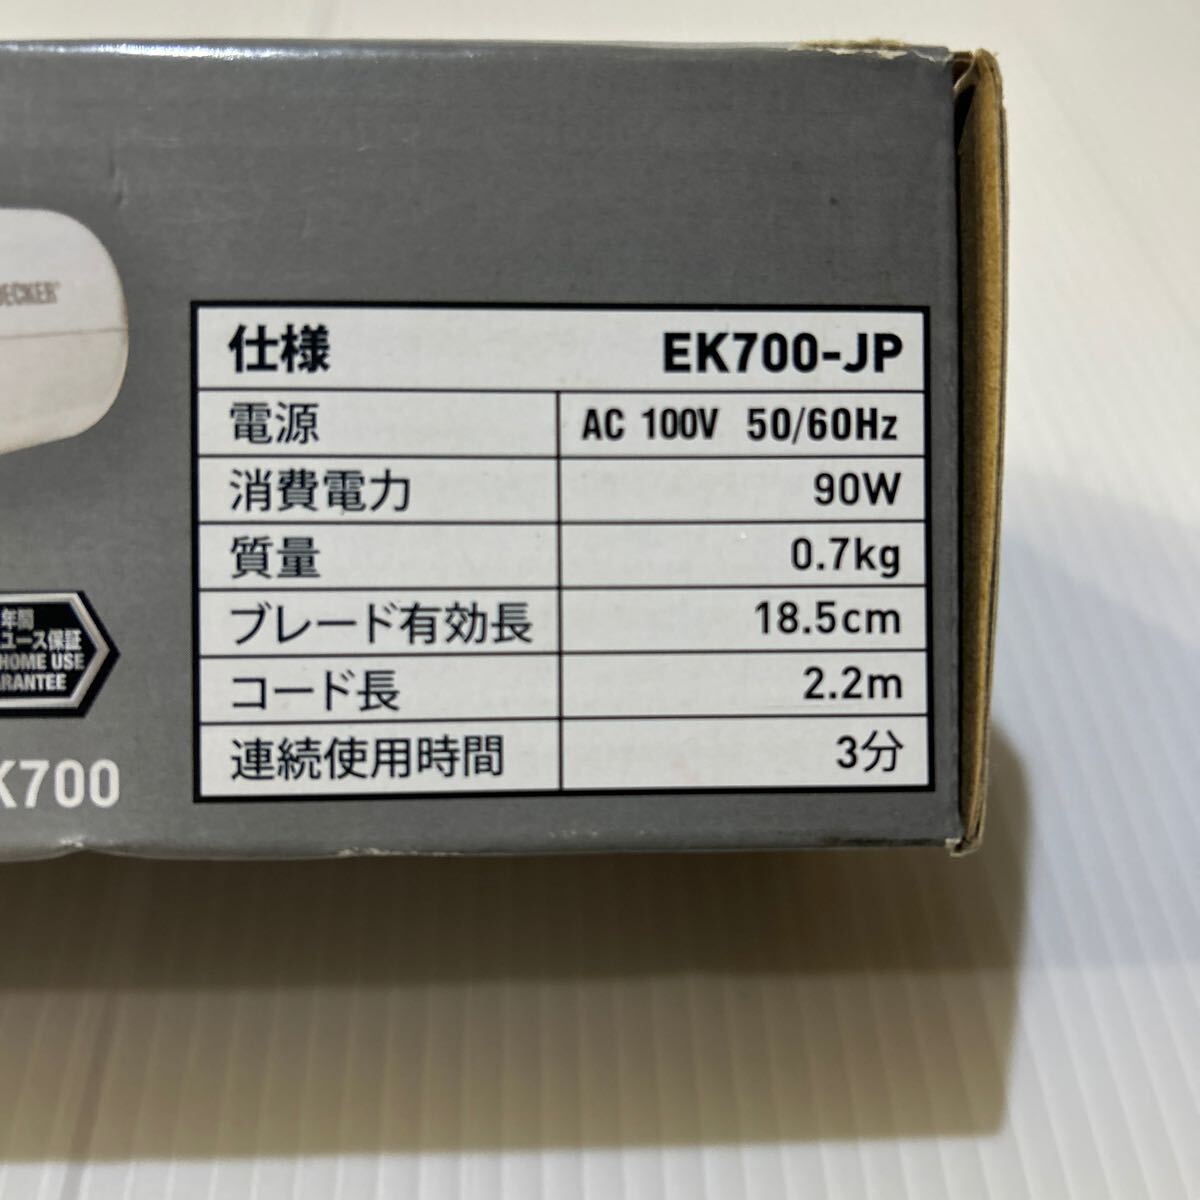 DECKER®
仕様 EK700-JP
電源 AC 100V 50/60Hz
消費電力 90W
質量 0.7kg
ブレード有効長 18.5cm
コード長 2.2m
連続使用時間 3分
年間
ユース保証
HOME USE
K700